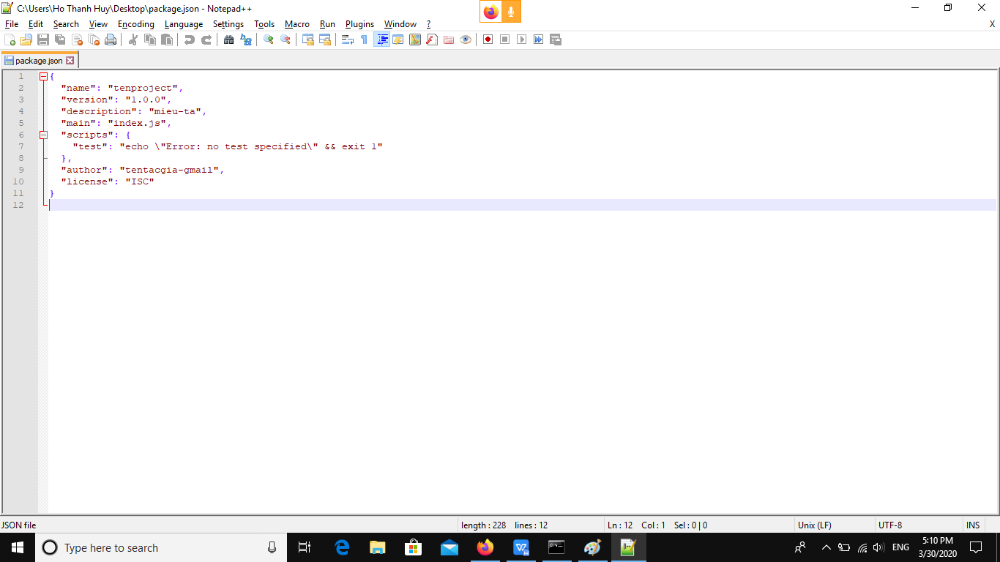 C:\Users\Ho Thanh Huy\Desktop\package.json - Notepad++
File Edit Search View Encoding Language Settings Tools Macro Run Plugins Window ? X
package.json
1 {
2 "name": "tenproject",
3 "version": "1.0.0",
4 "description": "mieu-ta",
5 "main": "index.js",
6 "scripts": {
7 "test": "echo \"Error: no test specified\" && exit 1"
8 },
9 "author": "tentacgia-gmail",
10 "license": "ISC"
11 }
12
JSON file length : 228 lines : 12 Ln : 12 Col : 1 Sel : 0 | 0 Unix (LF) UTF-8 INS
Type here to search ENG 5:10 PM
3/30/2020